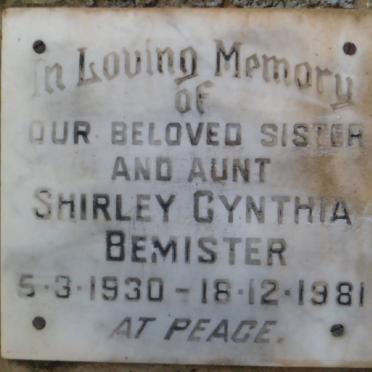 In Loving Memory
OF
OUR BELOVED SISTER
AND AUNT
SHIRLEY CYNTHIA
BEMISTER
5·3·1930 - 18·12·1981
AT PEACE.